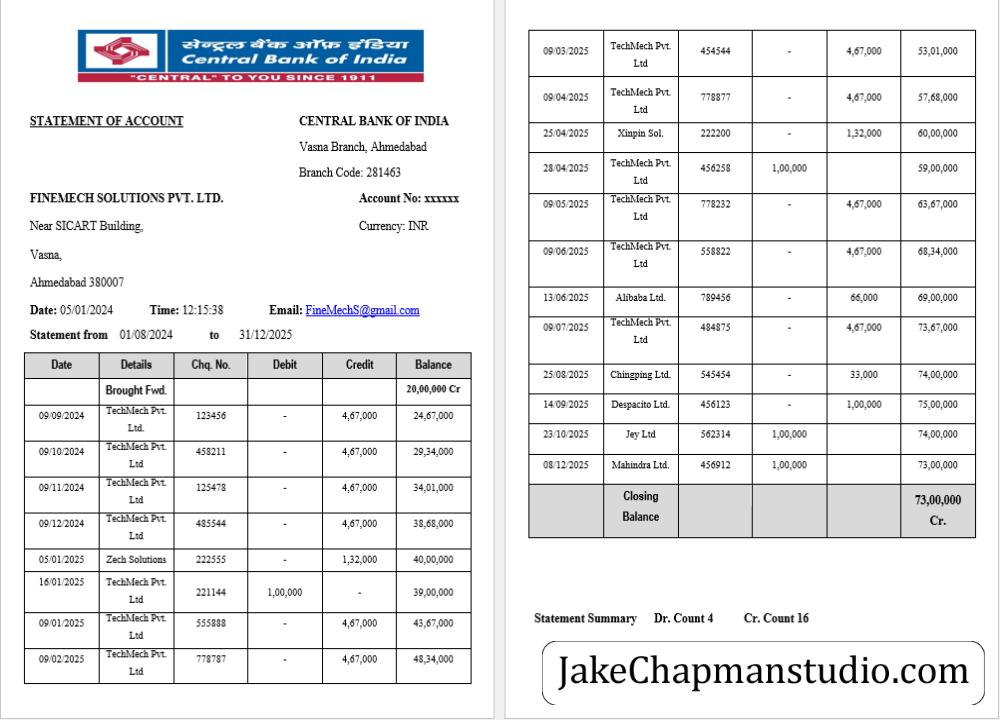 सेन्ट्रल बैंक ऑफ़ इंडिया
Central Bank of India
"CENTRAL" TO YOU SINCE 1911
STATEMENT OF ACCOUNT CENTRAL BANK OF INDIA
Vasna Branch, Ahmedabad
Branch Code: 281463
FINEMECH SOLUTIONS PVT. LTD. Account No: xxxxxx
Near SICART Building, Currency: INR
Vasna,
Ahmedabad 380007
Date: 05/01/2024 Time: 12:15:38 Email: FineMechS@gmail.com
Statement from 01/08/2024 to 31/12/2025
Date Details Chq. No. Debit Credit Balance
Brought Fwd. 20,00,000 Cr
09/09/2024 TechMech Pvt. Ltd. 123456 - 4,67,000 24,67,000
09/10/2024 TechMech Pvt. Ltd 458211 - 4,67,000 29,34,000
09/11/2024 TechMech Pvt. Ltd 125478 - 4,67,000 34,01,000
09/12/2024 TechMech Pvt. Ltd 485544 - 4,67,000 38,68,000
05/01/2025 Zech Solutions 222555 - 1,32,000 40,00,000
16/01/2025 TechMech Pvt. Ltd 221144 1,00,000 - 39,00,000
09/01/2025 TechMech Pvt. Ltd 555888 - 4,67,000 43,67,000
09/02/2025 TechMech Pvt. Ltd 778787 - 4,67,000 48,34,000
09/03/2025 TechMech Pvt. Ltd 454544 - 4,67,000 53,01,000
09/04/2025 TechMech Pvt. Ltd 778877 - 4,67,000 57,68,000
25/04/2025 Xinpin Sol. 222200 - 1,32,000 60,00,000
28/04/2025 TechMech Pvt. Ltd 456258 1,00,000 59,00,000
09/05/2025 TechMech Pvt. Ltd 778232 - 4,67,000 63,67,000
09/06/2025 TechMech Pvt. Ltd 558822 - 4,67,000 68,34,000
13/06/2025 Alibaba Ltd. 789456 - 66,000 69,00,000
09/07/2025 TechMech Pvt. Ltd 484875 - 4,67,000 73,67,000
25/08/2025 Chingping Ltd. 545454 - 33,000 74,00,000
14/09/2025 Despacito Ltd. 456123 - 1,00,000 75,00,000
23/10/2025 Jey Ltd 562314 1,00,000 74,00,000
08/12/2025 Mahindra Ltd. 456912 1,00,000 73,00,000
Closing Balance 73,00,000 Cr.
Statement Summary Dr. Count 4 Cr. Count 16
JakeChapmanstudio.com